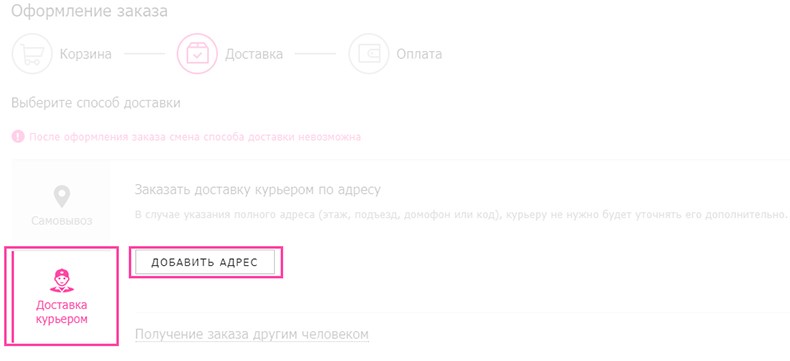 Оформление заказа
Корзина Доставка Оплата
Выберите способ доставки
После оформления заказа смена способа доставки невозможна
Самовывоз
Заказать доставку курьером по адресу
В случае указания полного адреса (этаж, подъезд, домофон или код), курьеру не нужно будет уточнять его дополнительно.
ДОБАВИТЬ АДРЕС
Доставка
курьером
Получение заказа другим человеком